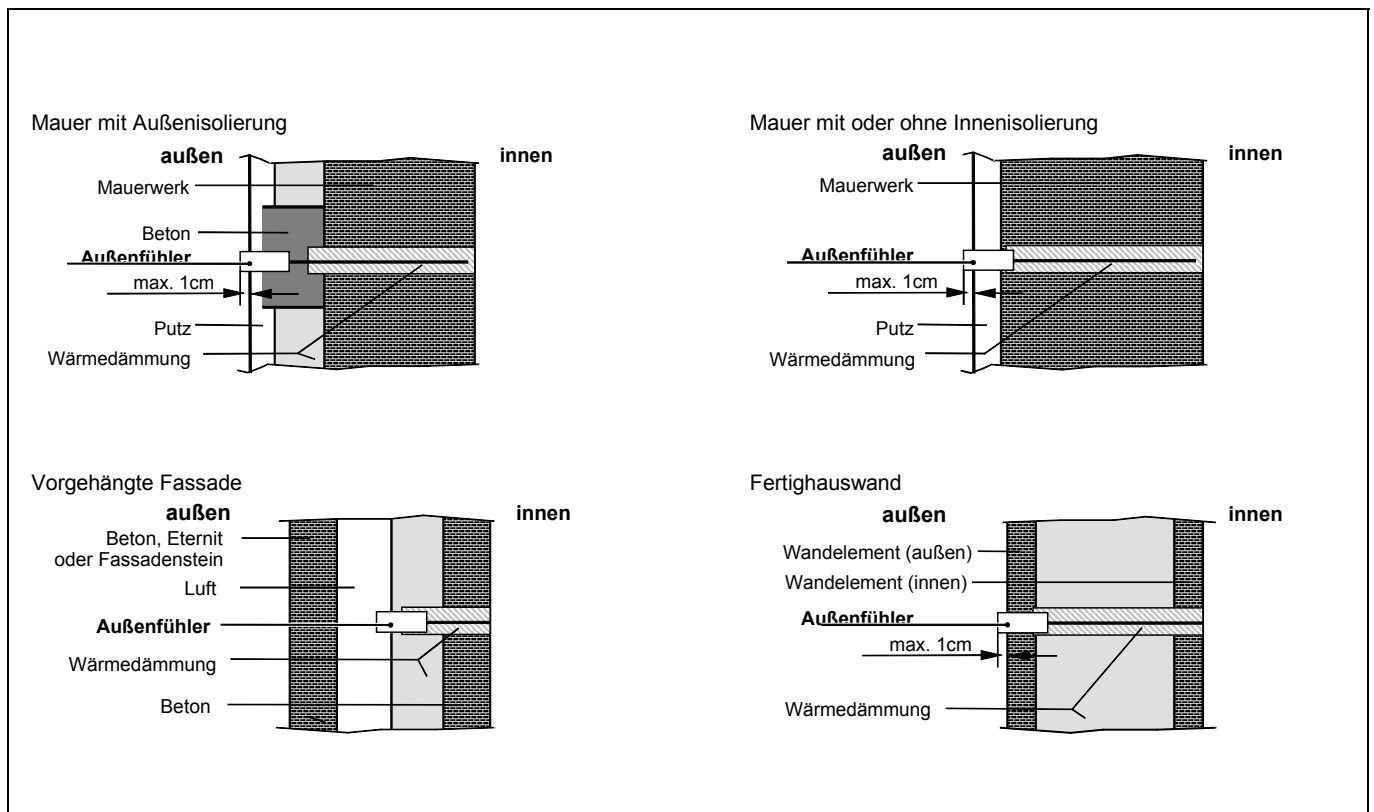 Mauer mit Außenisolierung
außen
innen
Mauerwerk
Beton
Außenfühler
max. 1cm
Putz
Wärmedämmung
Mauer mit oder ohne Innenisolierung
außen
innen
Mauerwerk
Außenfühler
max. 1cm
Putz
Wärmedämmung
Vorgehängte Fassade
außen
innen
Beton, Eternit
oder Fassadenstein
Luft
Außenfühler
Wärmedämmung
Beton
Fertighauswand
außen
innen
Wandelement (außen)
Wandelement (innen)
Außenfühler
max. 1cm
Wärmedämmung